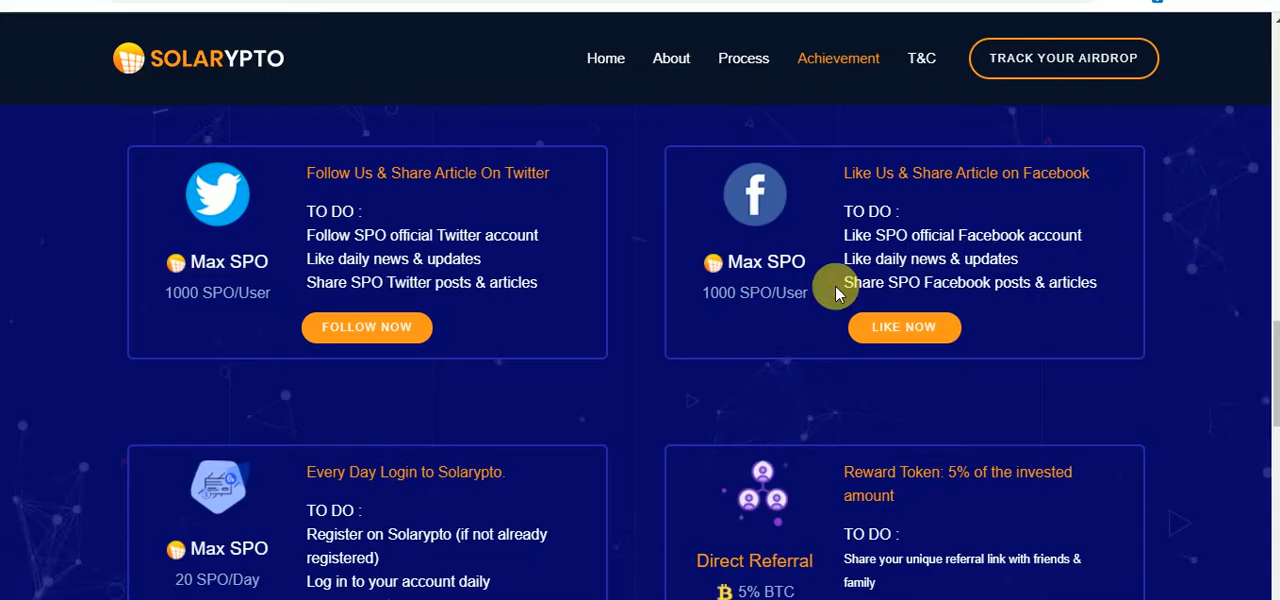 SOLARYPTO
Home
About
Process
Achievement
T&C
TRACK YOUR AIRDROP
Follow Us & Share Article On Twitter
TO DO :
Follow SPO official Twitter account
Like daily news & updates
Share SPO Twitter posts & articles
Max SPO
1000 SPO/User
FOLLOW NOW
Like Us & Share Article on Facebook
TO DO :
Like SPO official Facebook account
Like daily news & updates
Share SPO Facebook posts & articles
Max SPO
1000 SPO/User
LIKE NOW
Every Day Login to Solarypto.
TO DO :
Register on Solarypto (if not already
registered)
Log in to your account daily
Max SPO
20 SPO/Day
Reward Token: 5% of the invested
amount
TO DO :
Share your unique referral link with friends &
family
Direct Referral
5% BTC